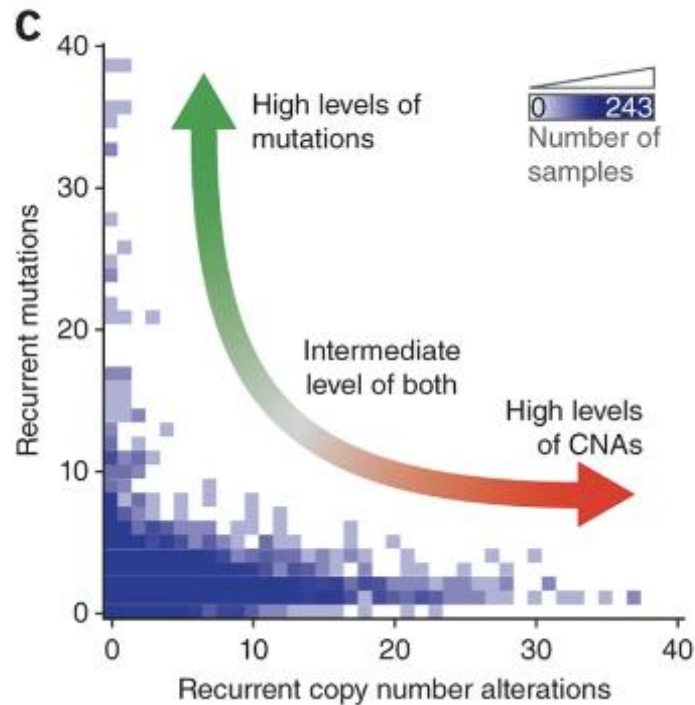 c
40
30
20
10
0
Recurrent mutations
High levels of
mutations
0 243
Number of
samples
Intermediate
level of both
High levels
of CNAs
0 10 20 30 40
Recurrent copy number alterations